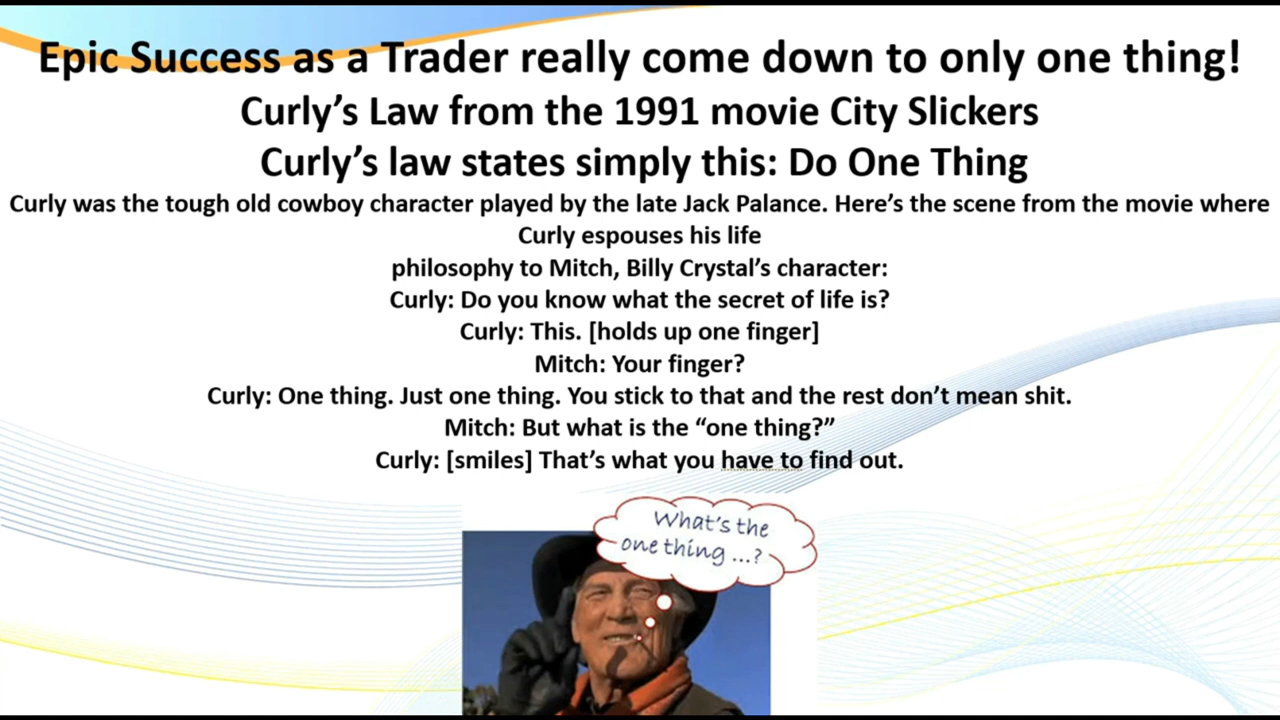 Epic Success as a Trader really come down to only one thing!
Curly’s Law from the 1991 movie City Slickers
Curly’s law states simply this: Do One Thing
Curly was the tough old cowboy character played by the late Jack Palance. Here’s the scene from the movie where
Curly espouses his life
philosophy to Mitch, Billy Crystal’s character:
Curly: Do you know what the secret of life is?
Curly: This. [holds up one finger]
Mitch: Your finger?
Curly: One thing. Just one thing. You stick to that and the rest don’t mean shit.
Mitch: But what is the “one thing?”
Curly: [smiles] That’s what you have to find out.
What's the
one thing ...?